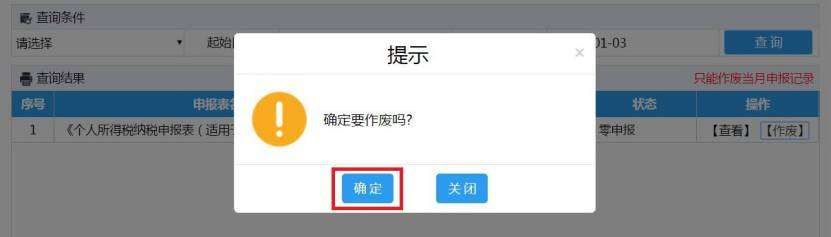 查询条件
请选择
起始
01-03
查 询
提示
×
查询结果
只能作废当月申报记录
序号
申报表
状态
操作
1
《个人所得税纳税申报表（适用于
零申报
【查看】【作废】
确定要作废吗?
确 定
关 闭